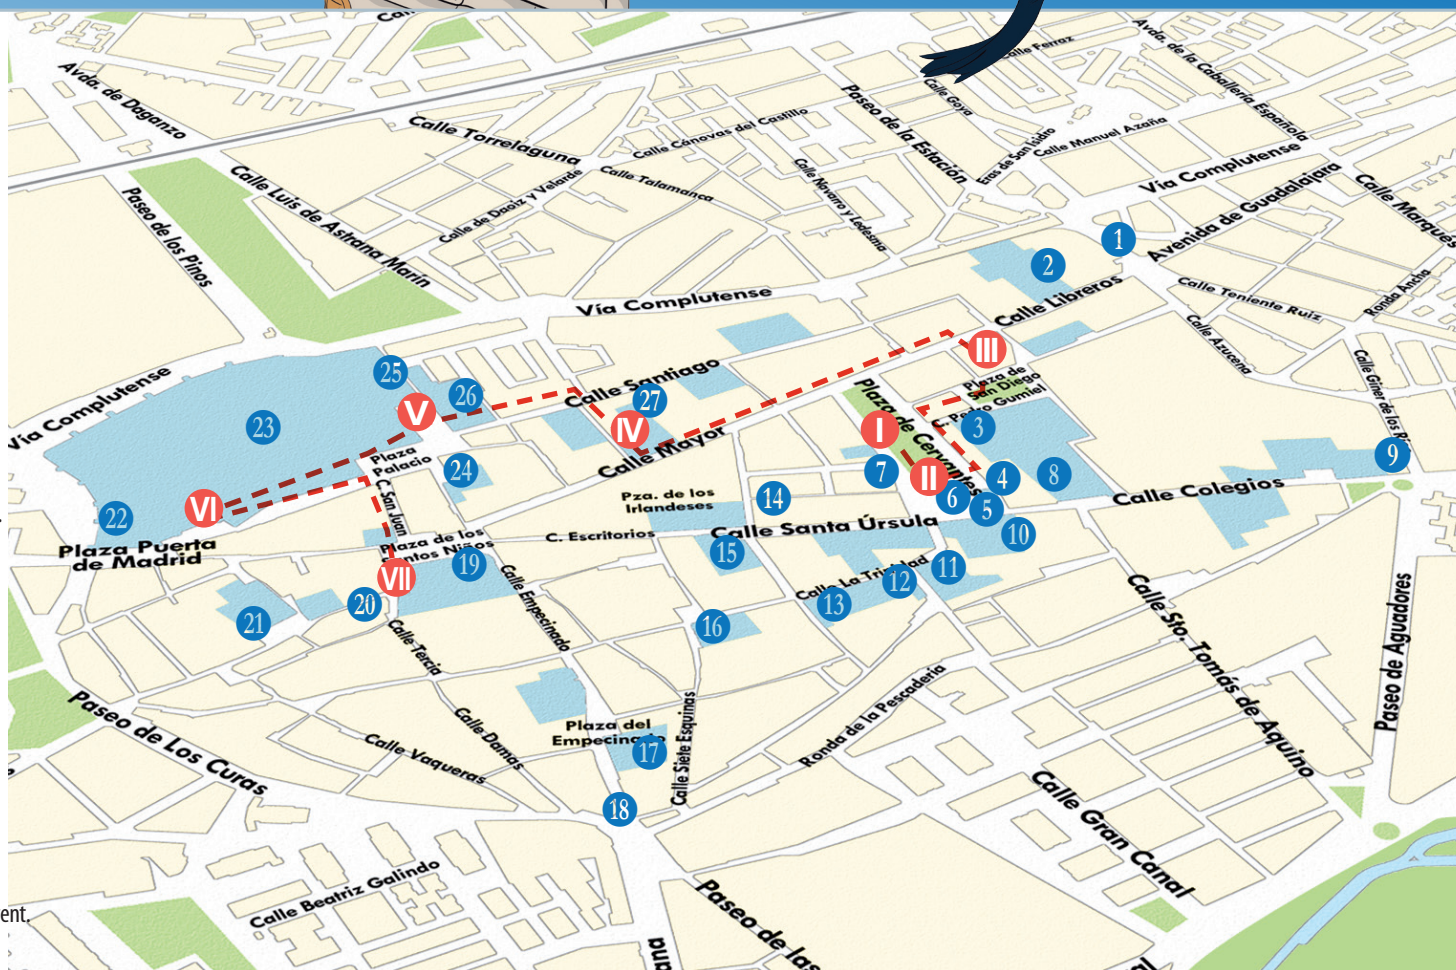 Calle Ferraz
Avda. de la Caballería Española
Avda. de Daganzo
Calle Goya
Paseo de la Estación
Calle Torrelaguna
Calle Cánovas del Castillo
Eras de San Isidro
Calle Manuel Azaña
Vía Complutense
Calle Luis de Astrana Marín
Calle Talamanca
Calle Navarro y Ledesma
Calle de Daoiz y Velarde
Avenida de Guadalajara
Calle Marqués
Paseo de los Pinos
1
2
Calle Libreros
Calle Teniente Ruiz
Ronda Ancha
Vía Complutense
Calle Azucena
III
Calle Giner de los
Vía Complutense
25
26
Calle Santiago
27
Plaza de
San Diego
C. Pedro Gumiel
Plaza de Cervantes
V
IV
I
3
23
Calle Mayor
Plaza
Palacio
24
7
II
4
8
9
6
5
C. San Juan
Pza. de los
Irlandeses
14
Calle Colegios
VI
22
Calle Santa Úrsula
10
Plaza Puerta
de Madrid
Plaza de los
Santos Niños
C. Escritorios
15
19
VII
Calle La Trinidad
11
12
13
20
21
Calle Empecinado
16
Calle Tercia
Calle Sto. Tomás de Aquino
Paseo de Aguadores
Paseo de Los Curas
Calle Damas
Calle Vaqueras
Plaza del
Empecinado
17
Calle Siete Esquinas
Ronda de la Pescadería
18
Calle Gran Canal
Calle Beatriz Galindo
Paseo de las
ent.